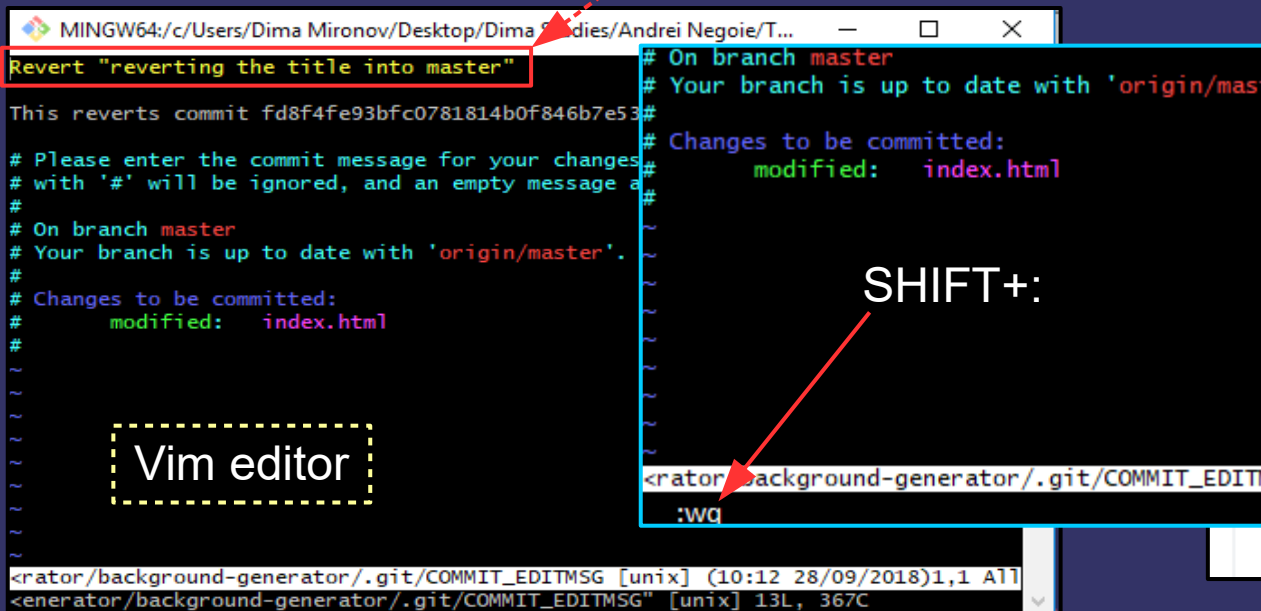 MINGW64:/c/Users/Dima Mironov/Desktop/Dima Studies/Andrei Negoie/T...
Revert "reverting the title into master"
This reverts commit fd8f4fe93bfc0781814b0f846b7e53
# Please enter the commit message for your changes
# with '#' will be ignored, and an empty message a
#
# On branch master
# Your branch is up to date with 'origin/master'.
#
# Changes to be committed:
#       modified:   index.html
#
~
~
~
~
~
~
~
~
~
Vim editor
<rator/background-generator/.git/COMMIT_EDITMSG [unix] (10:12 28/09/2018)1,1 All
<enerator/background-generator/.git/COMMIT_EDITMSG" [unix] 13L, 367C
# On branch master
# Your branch is up to date with 'origin/mas
#
# Changes to be committed:
#       modified:   index.html
#
~
~
~
~
~
~
~
~
~
SHIFT+:
<rator/background-generator/.git/COMMIT_EDITM
:wq